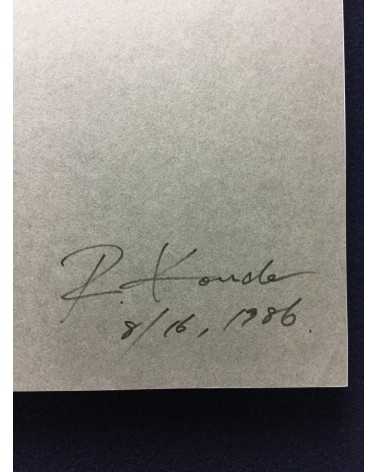 R. Kondo
8/16, 1986.